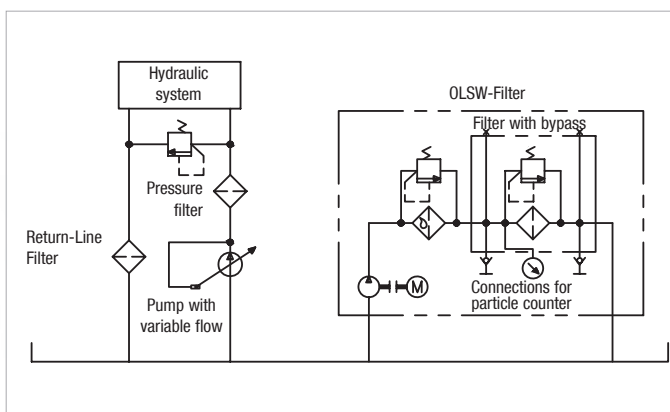 Hydraulic
system
OLSW-Filter
Filter with bypass
Pressure
filter
Return-Line
Filter
Pump with
variable flow
M
Connections for
particle counter